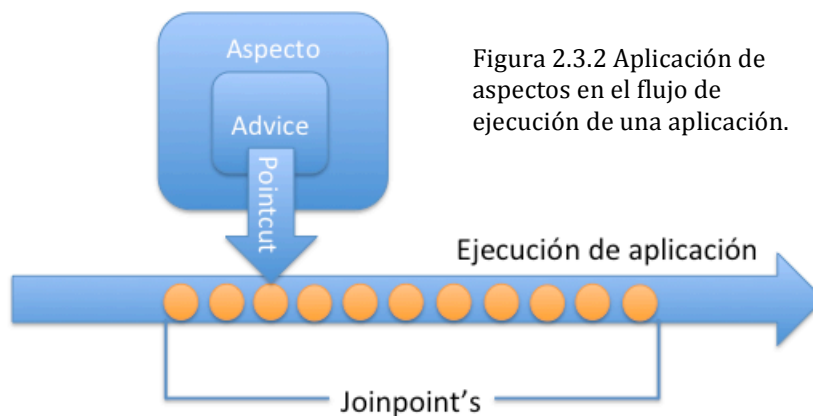 Aspecto
Advice
Pointcut
Figura 2.3.2 Aplicación de
aspectos en el flujo de
ejecución de una aplicación.
Ejecución de aplicación
Joinpoint’s